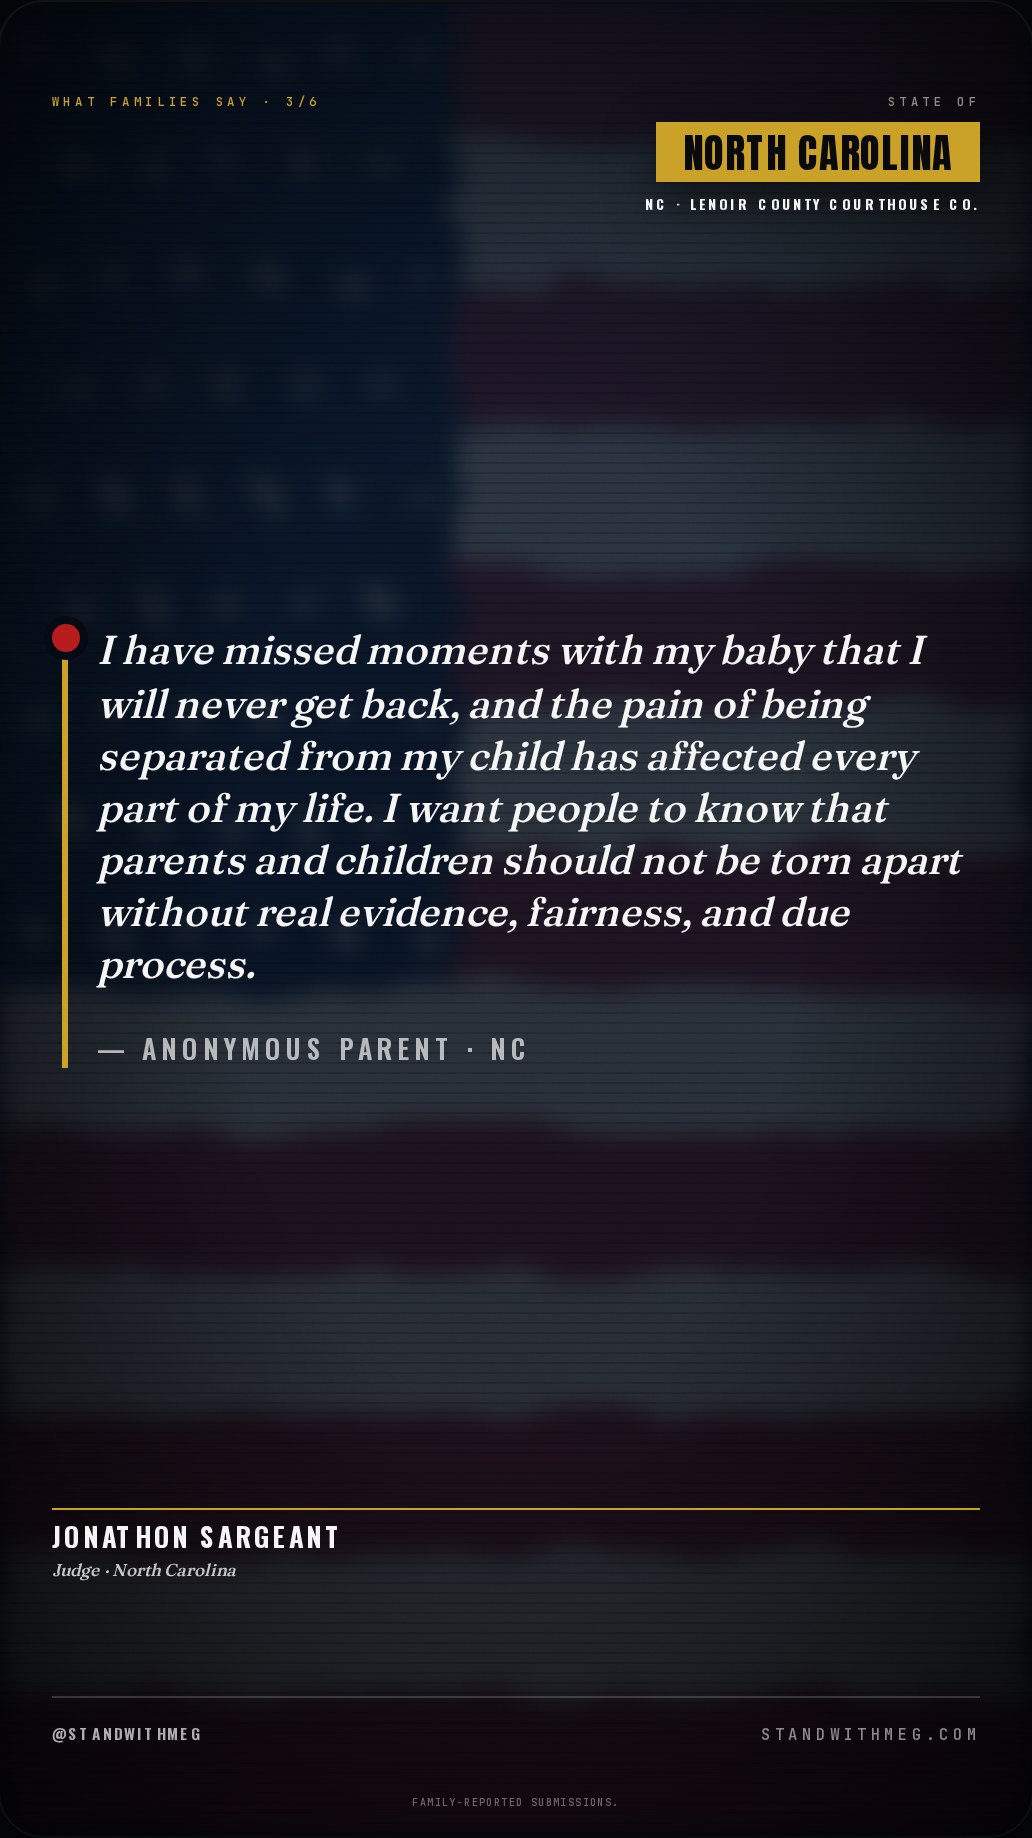 WHAT FAMILIES SAY · 3/6
STATE OF
NORTH CAROLINA
NC · LENOIR COUNTY COURTHOUSE CO.
I have missed moments with my baby that I
will never get back, and the pain of being
separated from my child has affected every
part of my life. I want people to know that
parents and children should not be torn apart
without real evidence, fairness, and due
process.
— ANONYMOUS PARENT · NC
JONATHON SARGEANT
Judge · North Carolina
@STANDWITHMEG
STANDWITHMEG.COM
FAMILY-REPORTED SUBMISSIONS.